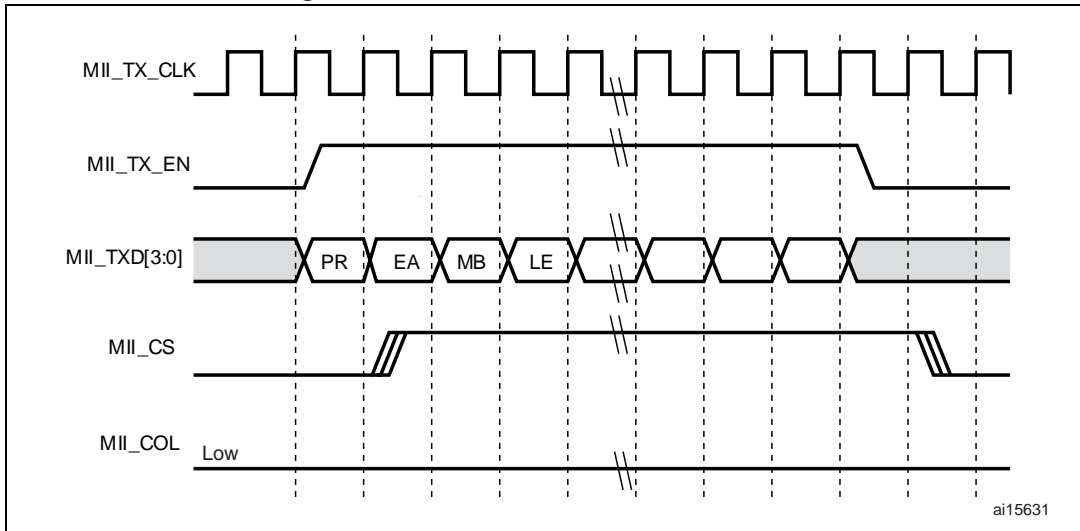 MII_TX_CLK
MII_TX_EN
MII_TXD[3:0]
PR EA MB LE
MII_CS
MII_COL
Low
ai15631